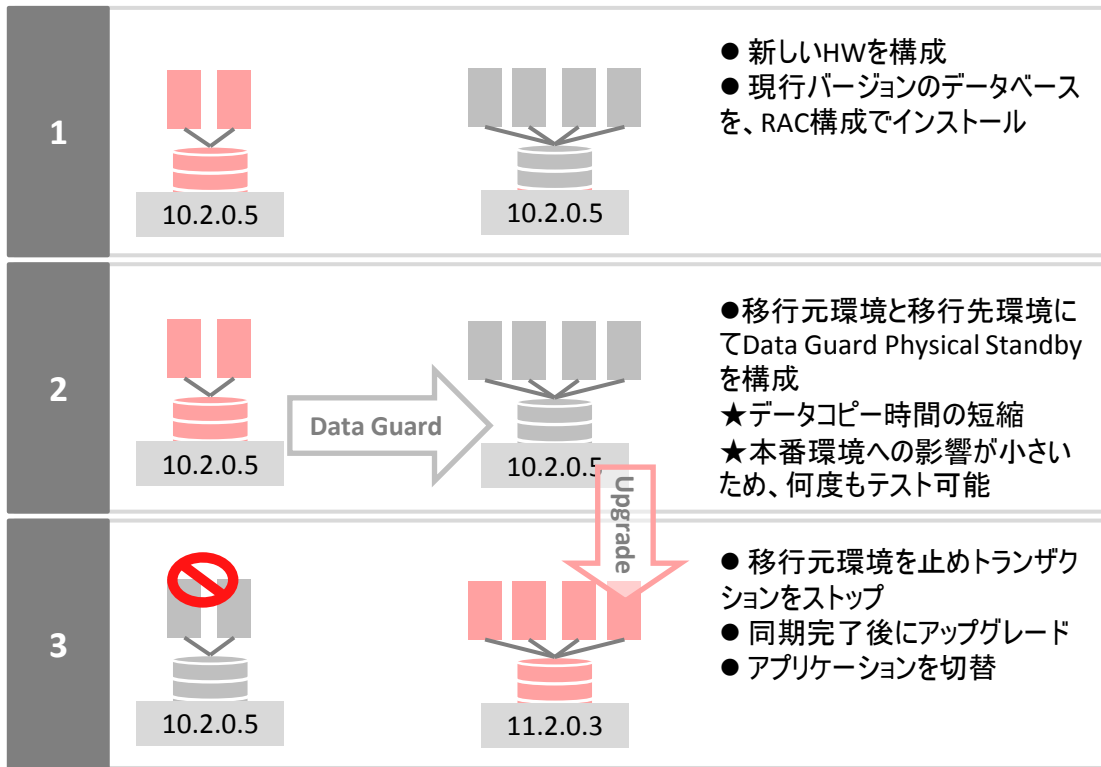 1
10.2.0.5
10.2.0.5
● 新しいHWを構成
● 現行バージョンのデータベース
を、RAC構成でインストール
2
10.2.0.5
Data Guard
10.2.0.5
●移行元環境と移行先環境に
てData Guard Physical Standby
を構成
★データコピー時間の短縮
★本番環境への影響が小さい
ため、何度もテスト可能
Upgrade
3
10.2.0.5
11.2.0.3
● 移行元環境を止めトランザク
ションをストップ
● 同期完了後にアップグレード
● アプリケーションを切替